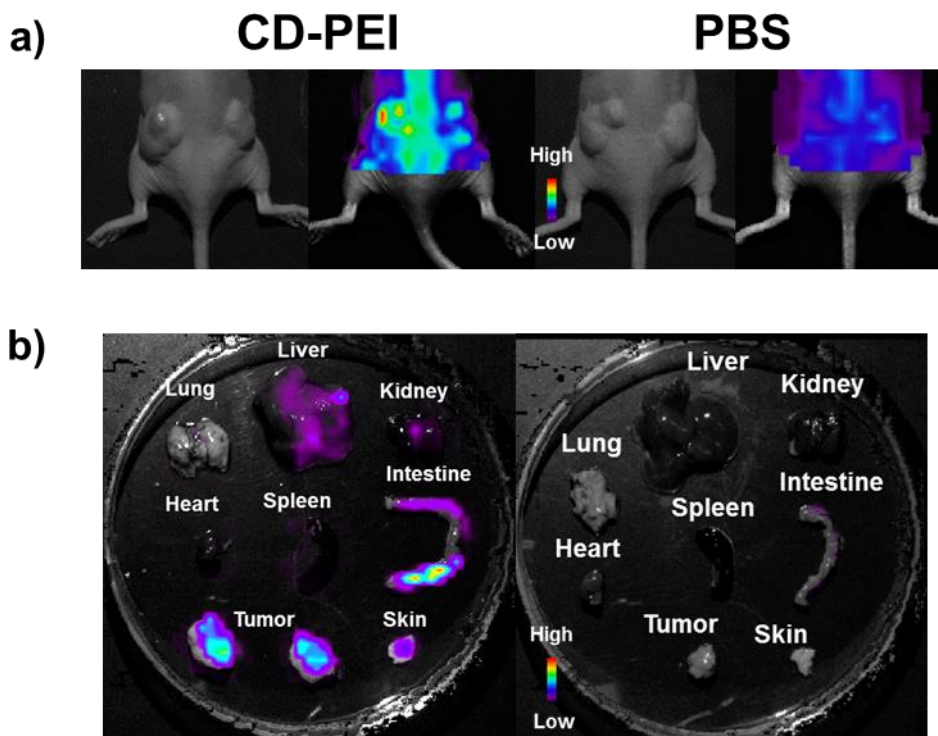 a)
CD-PEI
PBS
High
Low
b)
Liver
Lung
Kidney
Heart
Spleen
Intestine
Tumor
Skin
Liver
Kidney
Lung
Intestine
Spleen
Heart
Tumor
Skin
High
Low